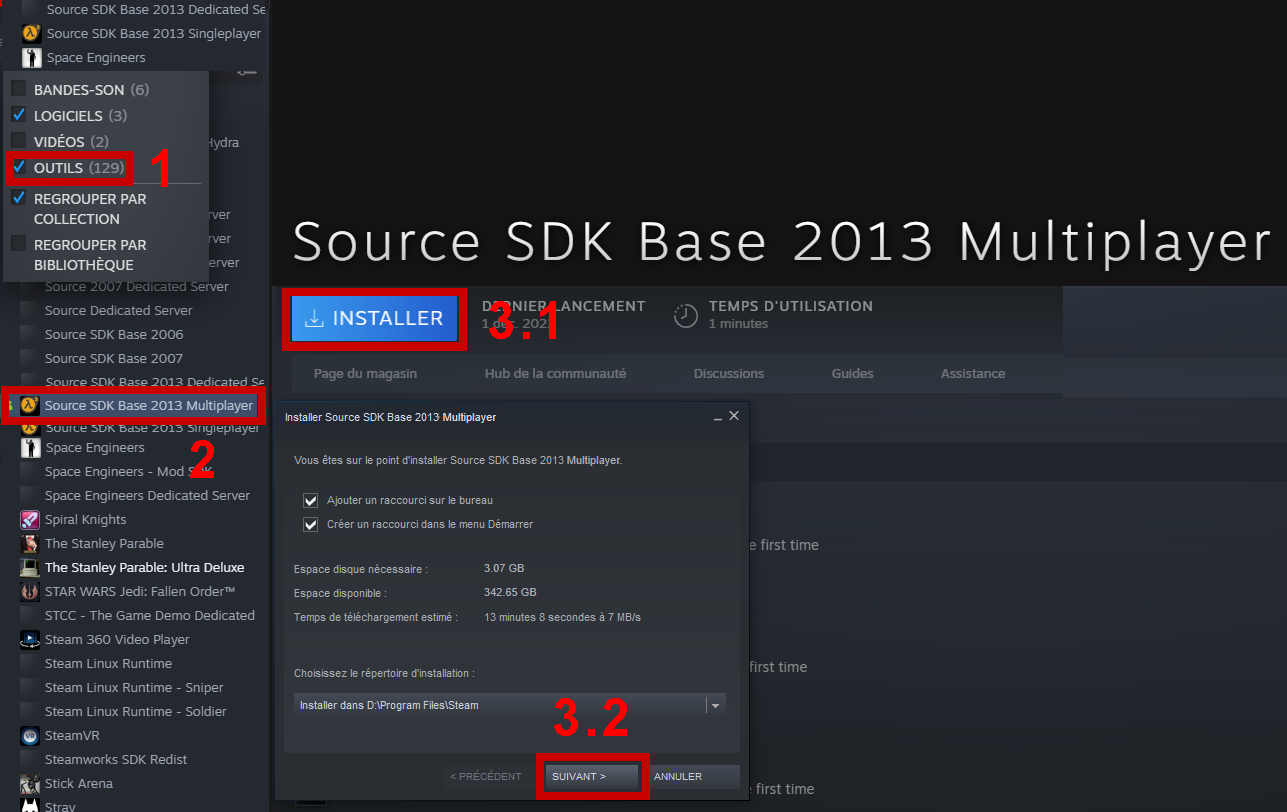 Source SDK Base 2013 Dedicated Se
Source SDK Base 2013 Singleplayer
Space Engineers
BANDES-SON (6)
LOGICIELS (3)
VIDÉOS (2)
Hydra
OUTILS (129)
1
REGROUPER PAR
COLLECTION
rver
REGROUPER PAR
rver
BIBLIOTHÈQUE
erver
Source 2007 Dedicated Server
Source Dedicated Server
Source SDK Base 2006
Source SDK Base 2007
Source SDK Base 2013 Dedicated Se
Source SDK Base 2013 Multiplayer
Source SDK Base 2013 Singleplayer
Space Engineers
2
Space Engineers - Mod SDK
Space Engineers Dedicated Server
Spiral Knights
The Stanley Parable
The Stanley Parable: Ultra Deluxe
STAR WARS Jedi: Fallen Order™
STCC - The Game Demo Dedicated
Steam 360 Video Player
Steam Linux Runtime
Steam Linux Runtime - Sniper
Steam Linux Runtime - Soldier
SteamVR
Steamworks SDK Redist
Stick Arena
Stray
Source SDK Base 2013 Multiplayer
INSTALLER
3.1
DERNIER LANCEMENT
1 déc. 202
TEMPS D'UTILISATION
1 minutes
Page du magasin
Hub de la communauté
Discussions
Guides
Assistance
Installer Source SDK Base 2013 Multiplayer
Vous êtes sur le point d'installer Source SDK Base 2013 Multiplayer.
Ajouter un raccourci sur le bureau
Créer un raccourci dans le menu Démarrer
Espace disque nécessaire : 3.07 GB
Espace disponible : 342.65 GB
Temps de téléchargement estimé : 13 minutes 8 secondes à 7 MB/s
Choisissez le répertoire d'installation :
Installer dans D:\Program Files\Steam
3.2
< PRÉCÉDENT
SUIVANT >
ANNULER
e first time
first time
first time